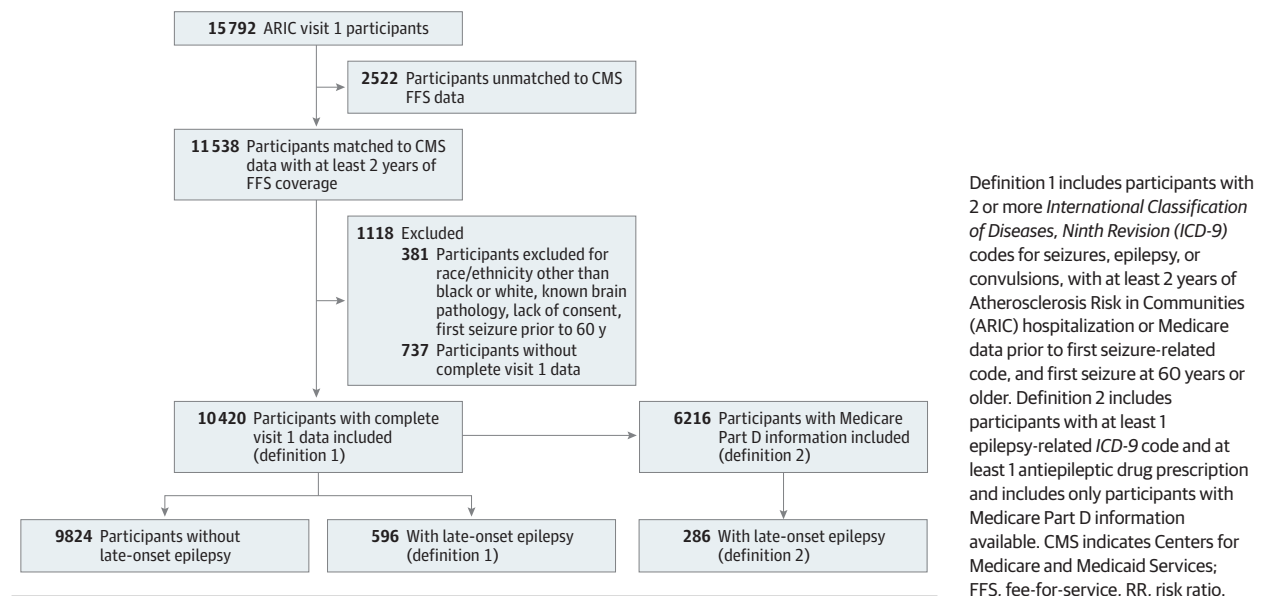 15792 ARIC visit 1 participants
2522 Participants unmatched to CMS
FFS data
11538 Participants matched to CMS
data with at least 2 years of
FFS coverage
1118 Excluded
381 Participants excluded for
race/ethnicity other than
black or white, known brain
pathology, lack of consent,
first seizure prior to 60 y
737 Participants without
complete visit 1 data
10420 Participants with complete
visit 1 data included
(definition 1)
6216 Participants with Medicare
Part D information included
(definition 2)
9824 Participants without
late-onset epilepsy
596 With late-onset epilepsy
(definition 1)
286 With late-onset epilepsy
(definition 2)
Definition 1 includes participants with
2 or more International Classification
of Diseases, Ninth Revision (ICD-9)
codes for seizures, epilepsy, or
convulsions, with at least 2 years of
Atherosclerosis Risk in Communities
(ARIC) hospitalization or Medicare
data prior to first seizure-related
code, and first seizure at 60 years or
older. Definition 2 includes
participants with at least 1
epilepsy-related ICD-9 code and at
least 1 antiepileptic drug prescription
and includes only participants with
Medicare Part D information
available. CMS indicates Centers for
Medicare and Medicaid Services;
FFS, fee-for-service, RR, risk ratio.